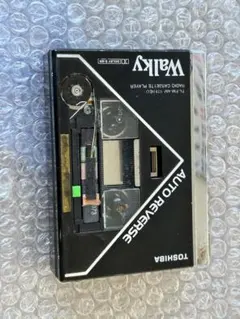 Walky
RADIO CASSETTE PLAYER
AUTO REVERSE
TOSHIBA